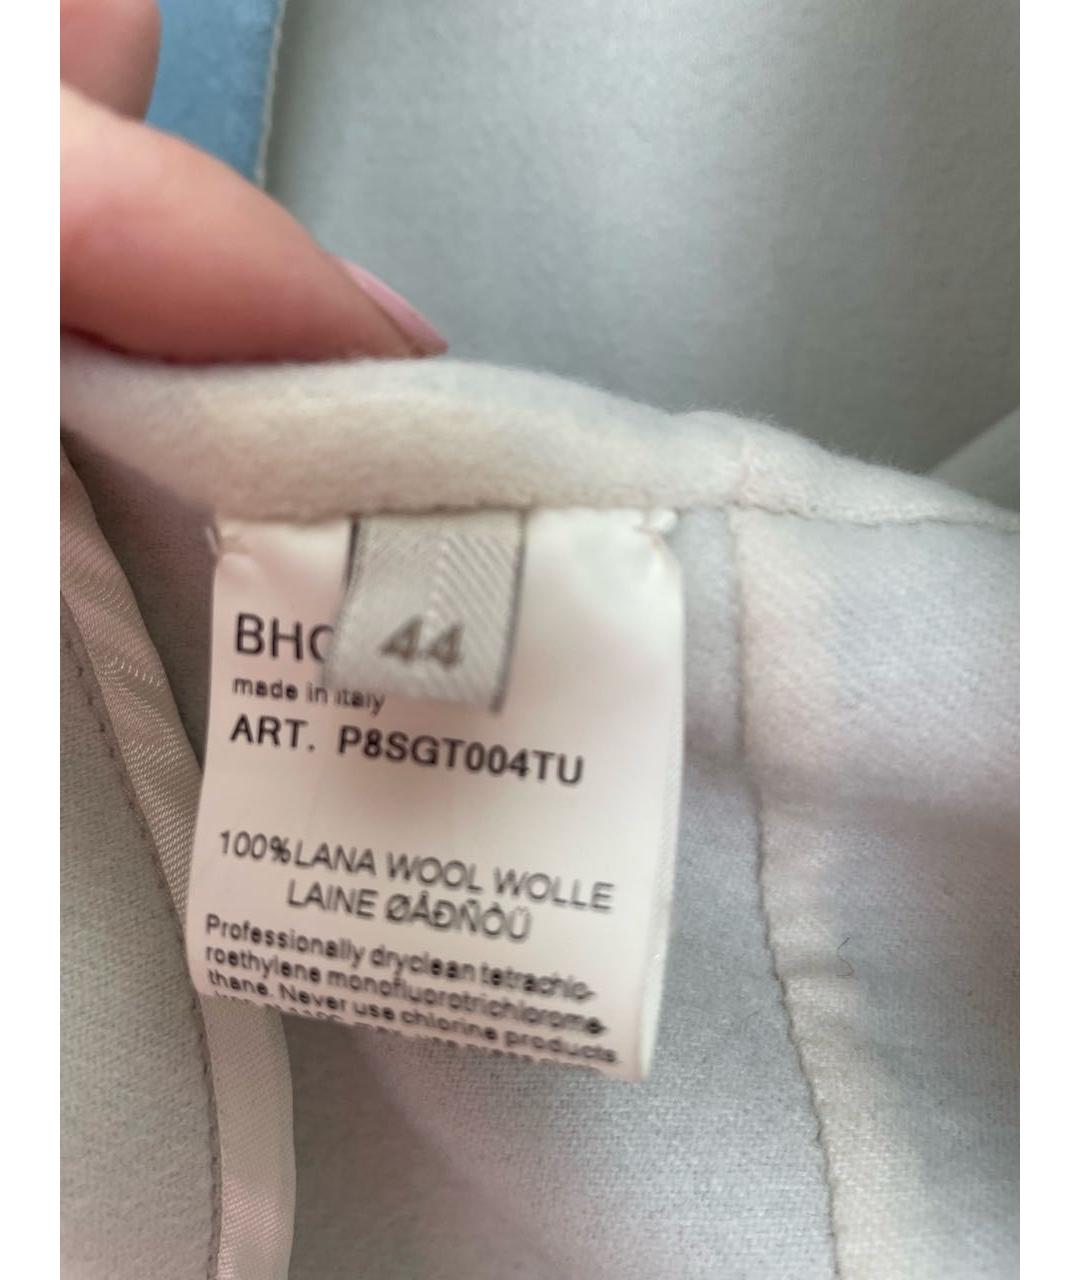 44
BHC
made in italy
ART. P8SGT004TU
100%LANA WOOL WOLLE
LAINE ØÅÐÑÒÜ
Professionally dryclean tetrachlo-
roethylene monofluorotrichlorome-
thane. Never use chlorine products.